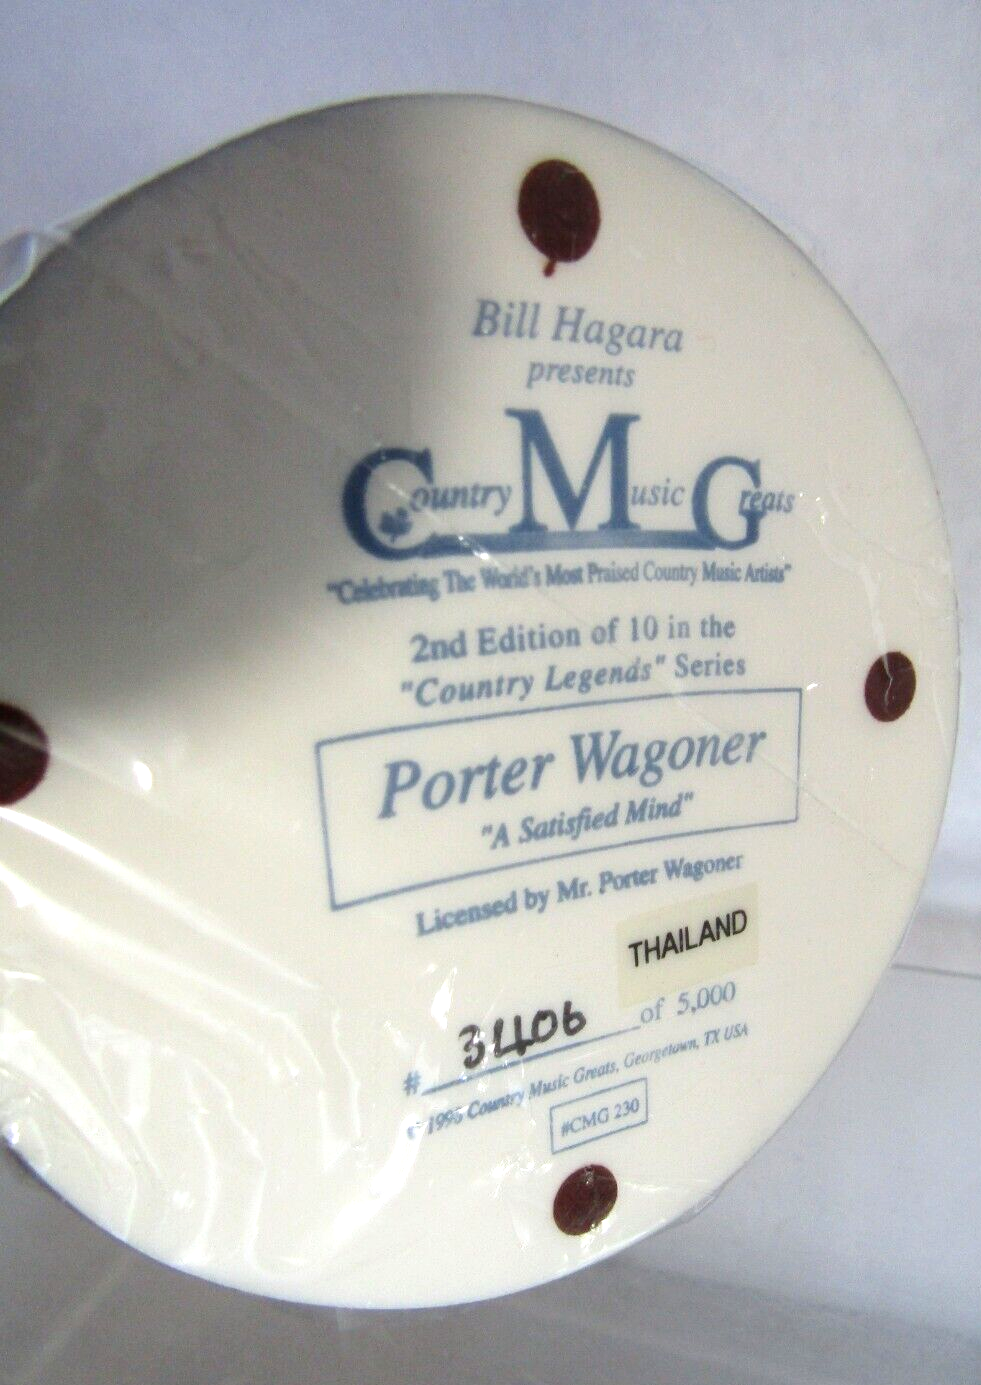 Bill Hagara
presents
Country Music Greats
"Celebrating The World's Most Praised Country Music Artists"
2nd Edition of 10 in the
"Country Legends" Series
Porter Wagoner
"A Satisfied Mind"
Licensed by Mr. Porter Wagoner
THAILAND
# 3406 of 5,000
Country Music Greats, Georgetown, TX USA
#CMG 230